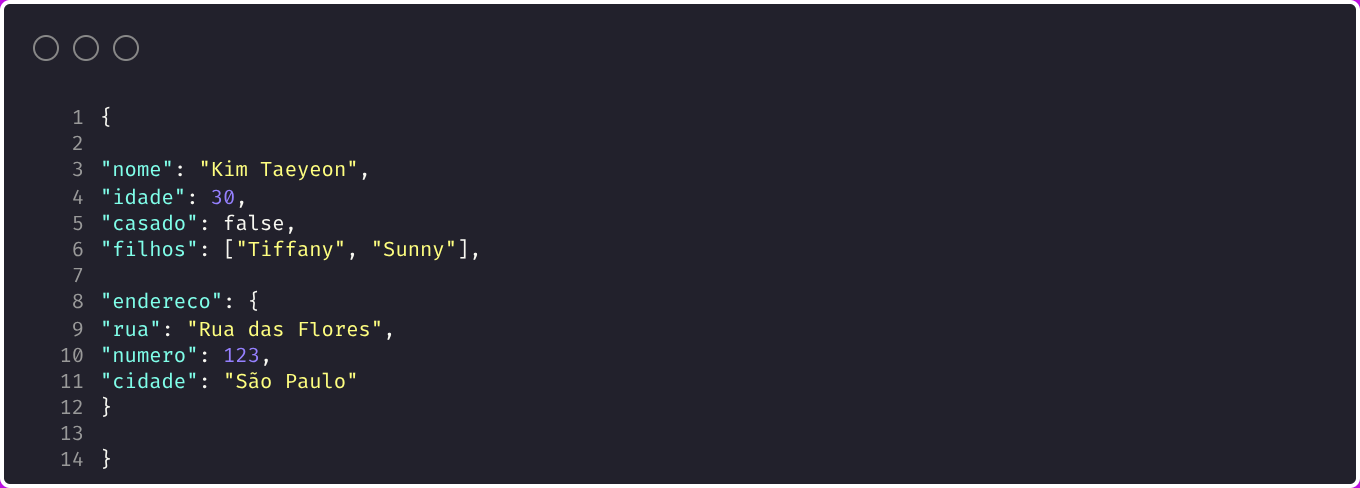 1 {
2
3 "nome": "Kim Taeyeon",
4 "idade": 30,
5 "casado": false,
6 "filhos": ["Tiffany", "Sunny"],
7
8 "endereco": {
9 "rua": "Rua das Flores",
10 "numero": 123,
11 "cidade": "São Paulo"
12 }
13
14 }